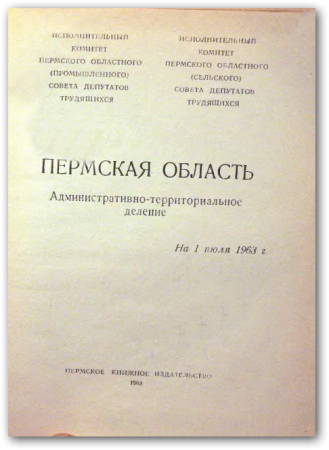 ИСПОЛНИТЕЛЬНЫЙ
КОМИТЕТ
ПЕРМСКОГО ОБЛАСТНОГО
(ПРОМЫШЛЕННОГО)
СОВЕТА ДЕПУТАТОВ
ТРУДЯЩИХСЯ
ИСПОЛНИТЕЛЬНЫЙ
КОМИТЕТ
ПЕРМСКОГО ОБЛАСТНОГО
(СЕЛЬСКОГО)
СОВЕТА ДЕПУТАТОВ
ТРУДЯЩИХСЯ
ПЕРМСКАЯ ОБЛАСТЬ
Административно-территориальное
деление
На 1 июля 1963 г.
ПЕРМСКОЕ КНИЖНОЕ ИЗДАТЕЛЬСТВО
1963